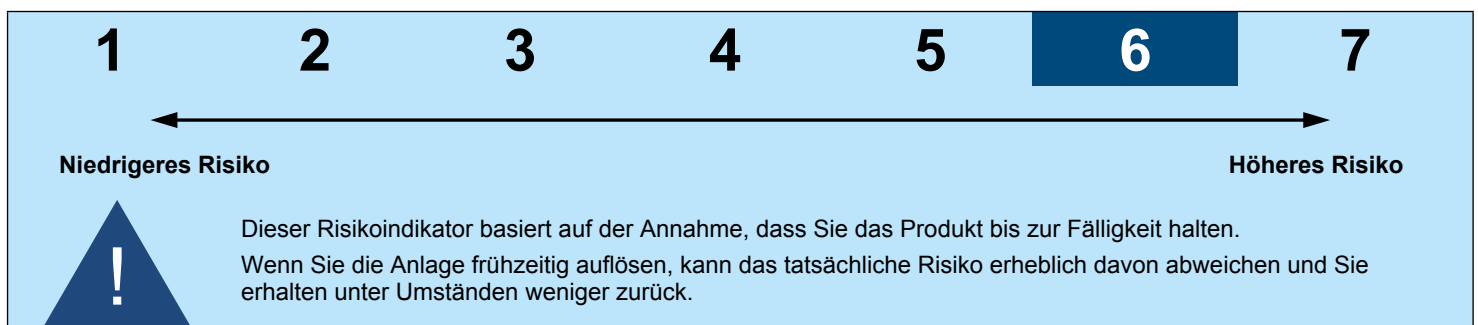 1 2 3 4 5 6 7
Niedrigeres Risiko Höheres Risiko
!
Dieser Risikoindikator basiert auf der Annahme, dass Sie das Produkt bis zur Fälligkeit halten.
Wenn Sie die Anlage frühzeitig auflösen, kann das tatsächliche Risiko erheblich davon abweichen und Sie
erhalten unter Umständen weniger zurück.